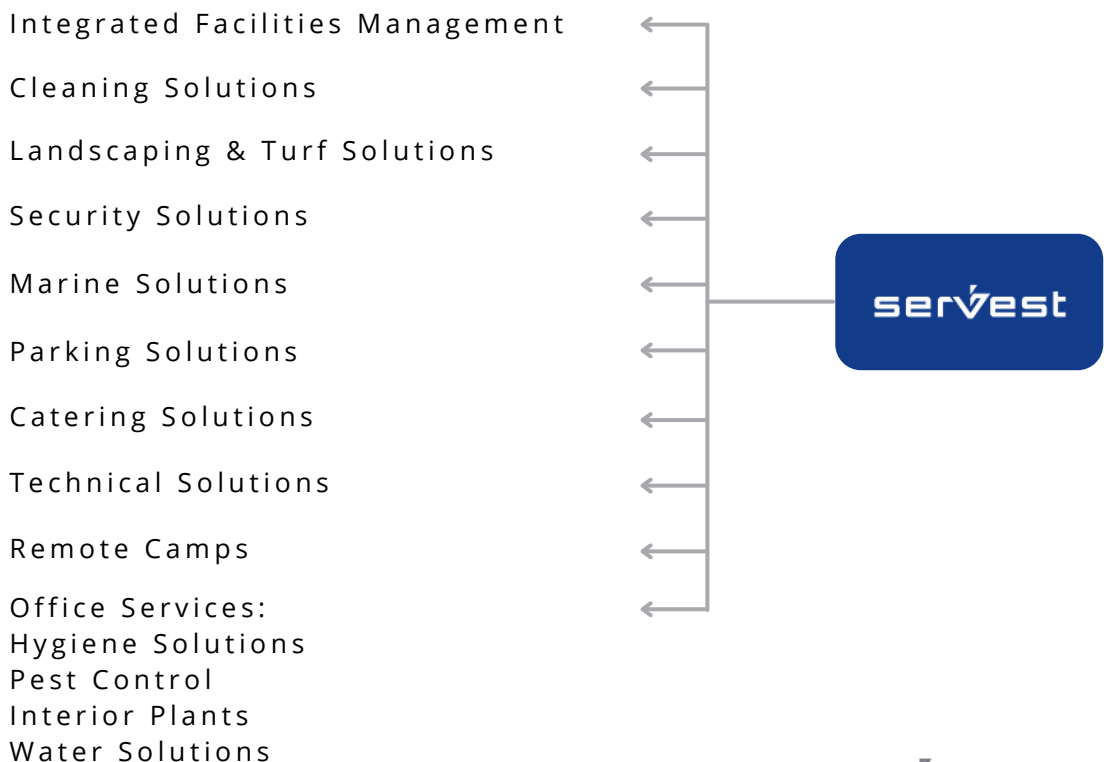 Integrated Facilities Management
Cleaning Solutions
Landscaping & Turf Solutions
Security Solutions
Marine Solutions
Parking Solutions
Catering Solutions
Technical Solutions
Remote Camps
Office Services:
Hygiene Solutions
Pest Control
Interior Plants
Water Solutions
servest